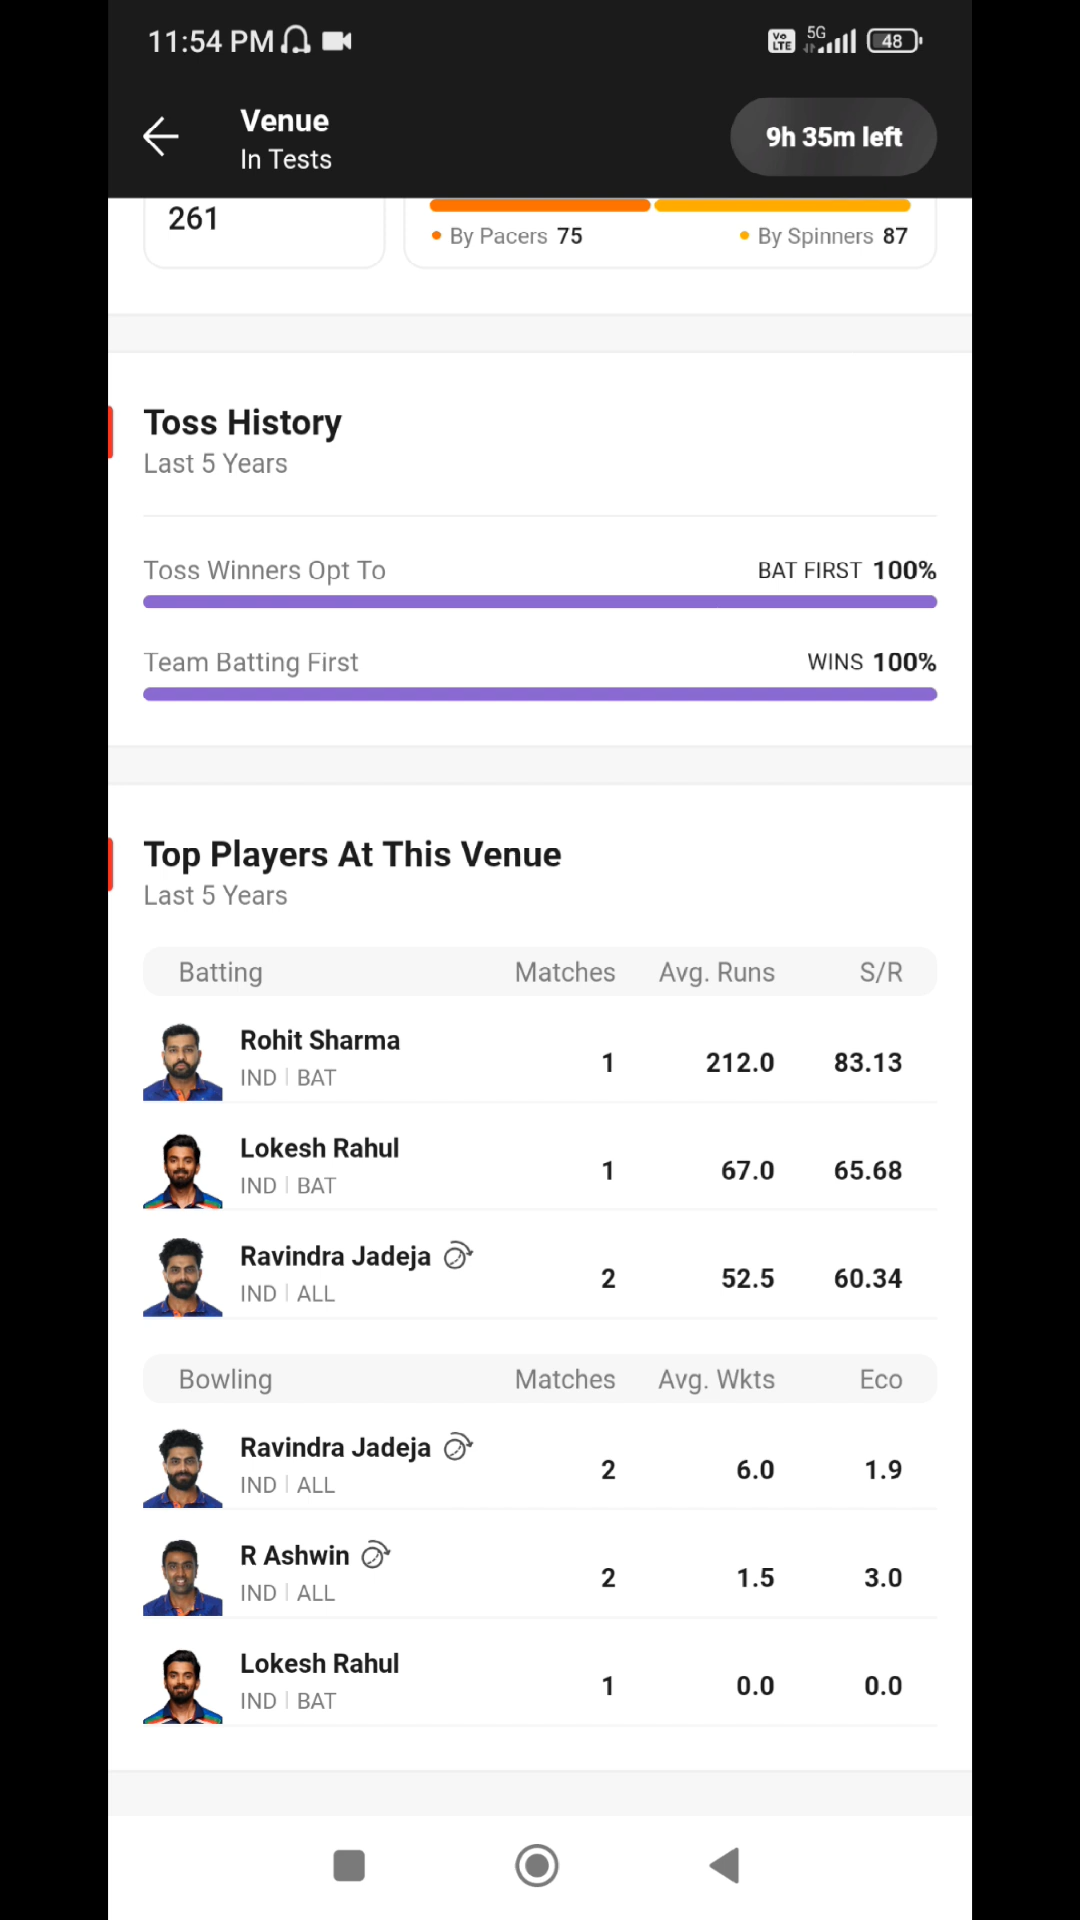 11:54 PM
Vo LTE 5G 48
Venue
In Tests
9h 35m left
261
By Pacers 75
By Spinners 87
Toss History
Last 5 Years
Toss Winners Opt To BAT FIRST 100%
Team Batting First WINS 100%
Top Players At This Venue
Last 5 Years
Batting Matches Avg. Runs S/R
Rohit Sharma
IND | BAT
1 212.0 83.13
Lokesh Rahul
IND | BAT
1 67.0 65.68
Ravindra Jadeja
IND | ALL
2 52.5 60.34
Bowling Matches Avg. Wkts Eco
Ravindra Jadeja
IND | ALL
2 6.0 1.9
R Ashwin
IND | ALL
2 1.5 3.0
Lokesh Rahul
IND | BAT
1 0.0 0.0